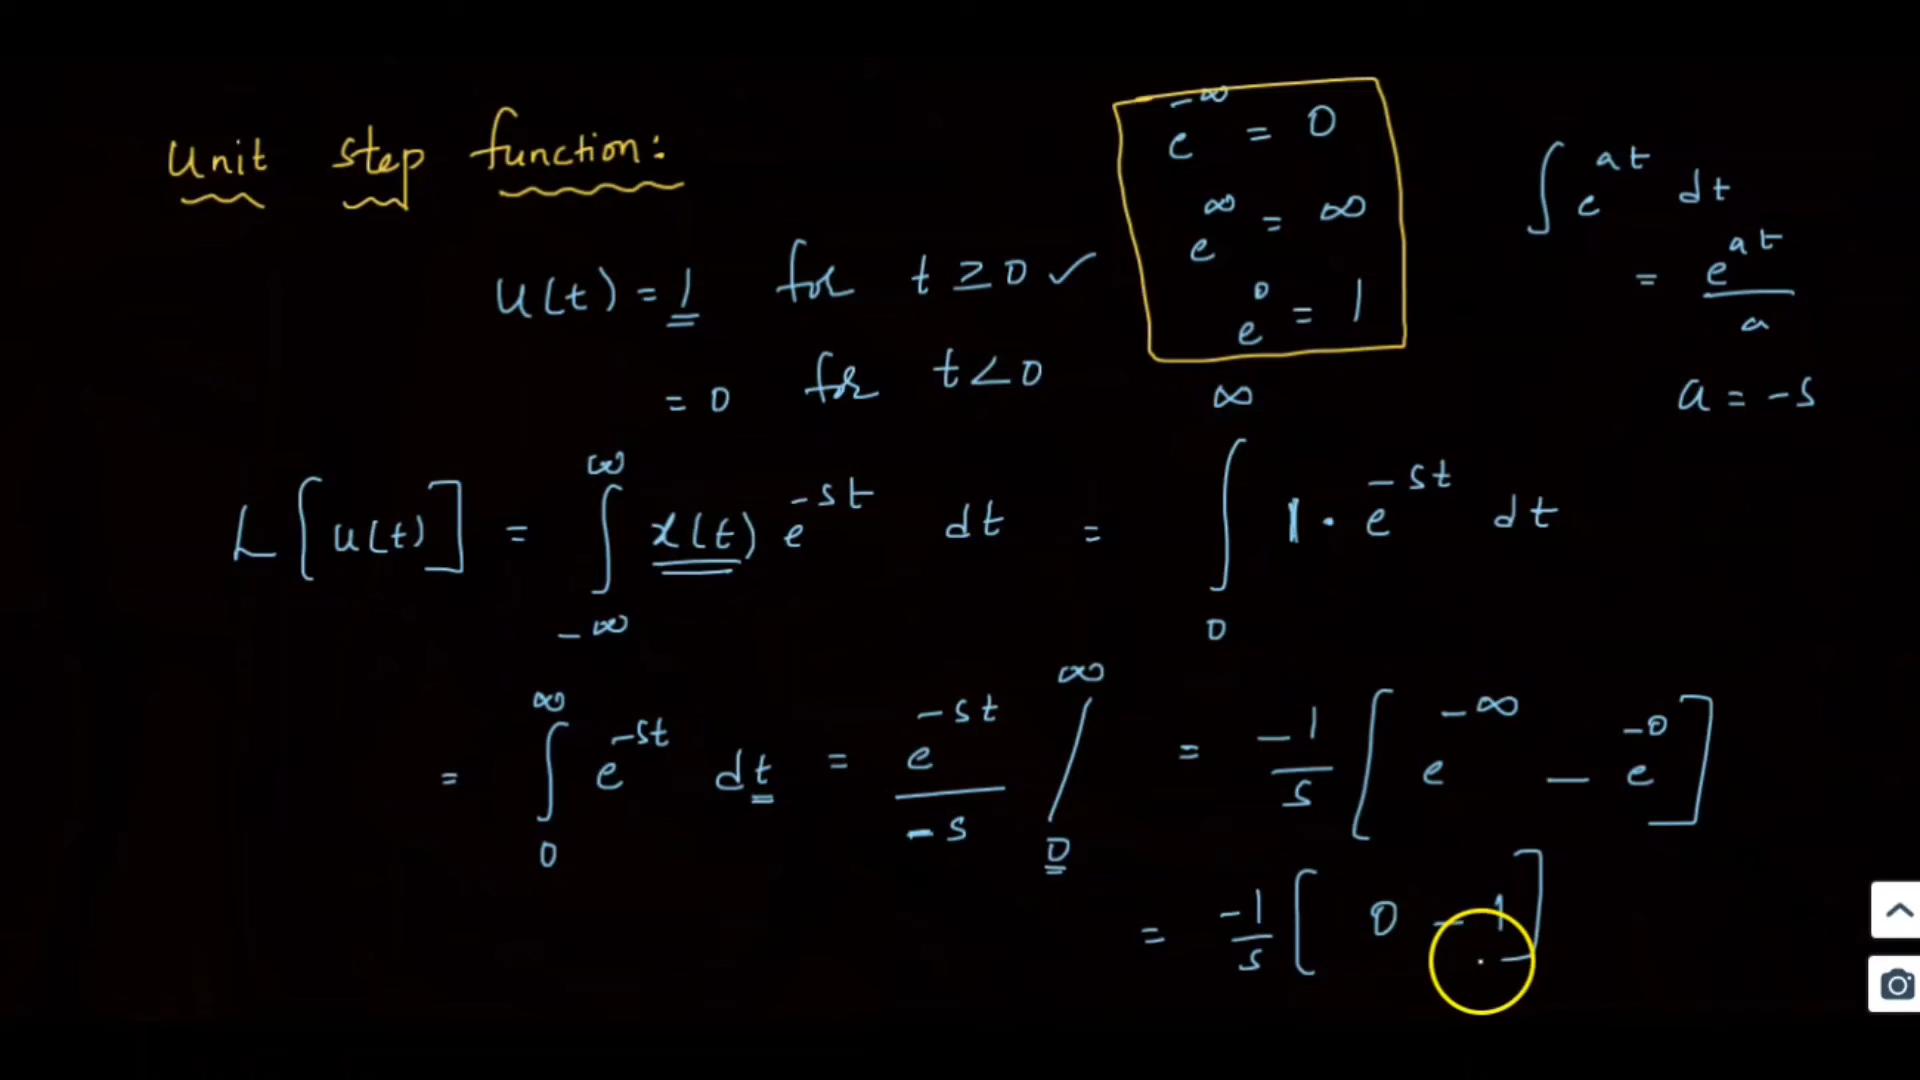 Unit step function:
u(t) = 1 for t ≥ 0 ✓
= 0 for t < 0
e^-∞ = 0
e^∞ = ∞
e^0 = 1
∫ e^at dt
= e^at / a
a = -s
L[u(t)] = ∫_-∞^∞ x(t) e^-st dt = ∫_0^∞ 1 · e^-st dt
= ∫_0^∞ e^-st dt = e^-st / -s /_0^∞ = -1/s [e^-∞ - e^-0]
= -1/s [0 - 1]